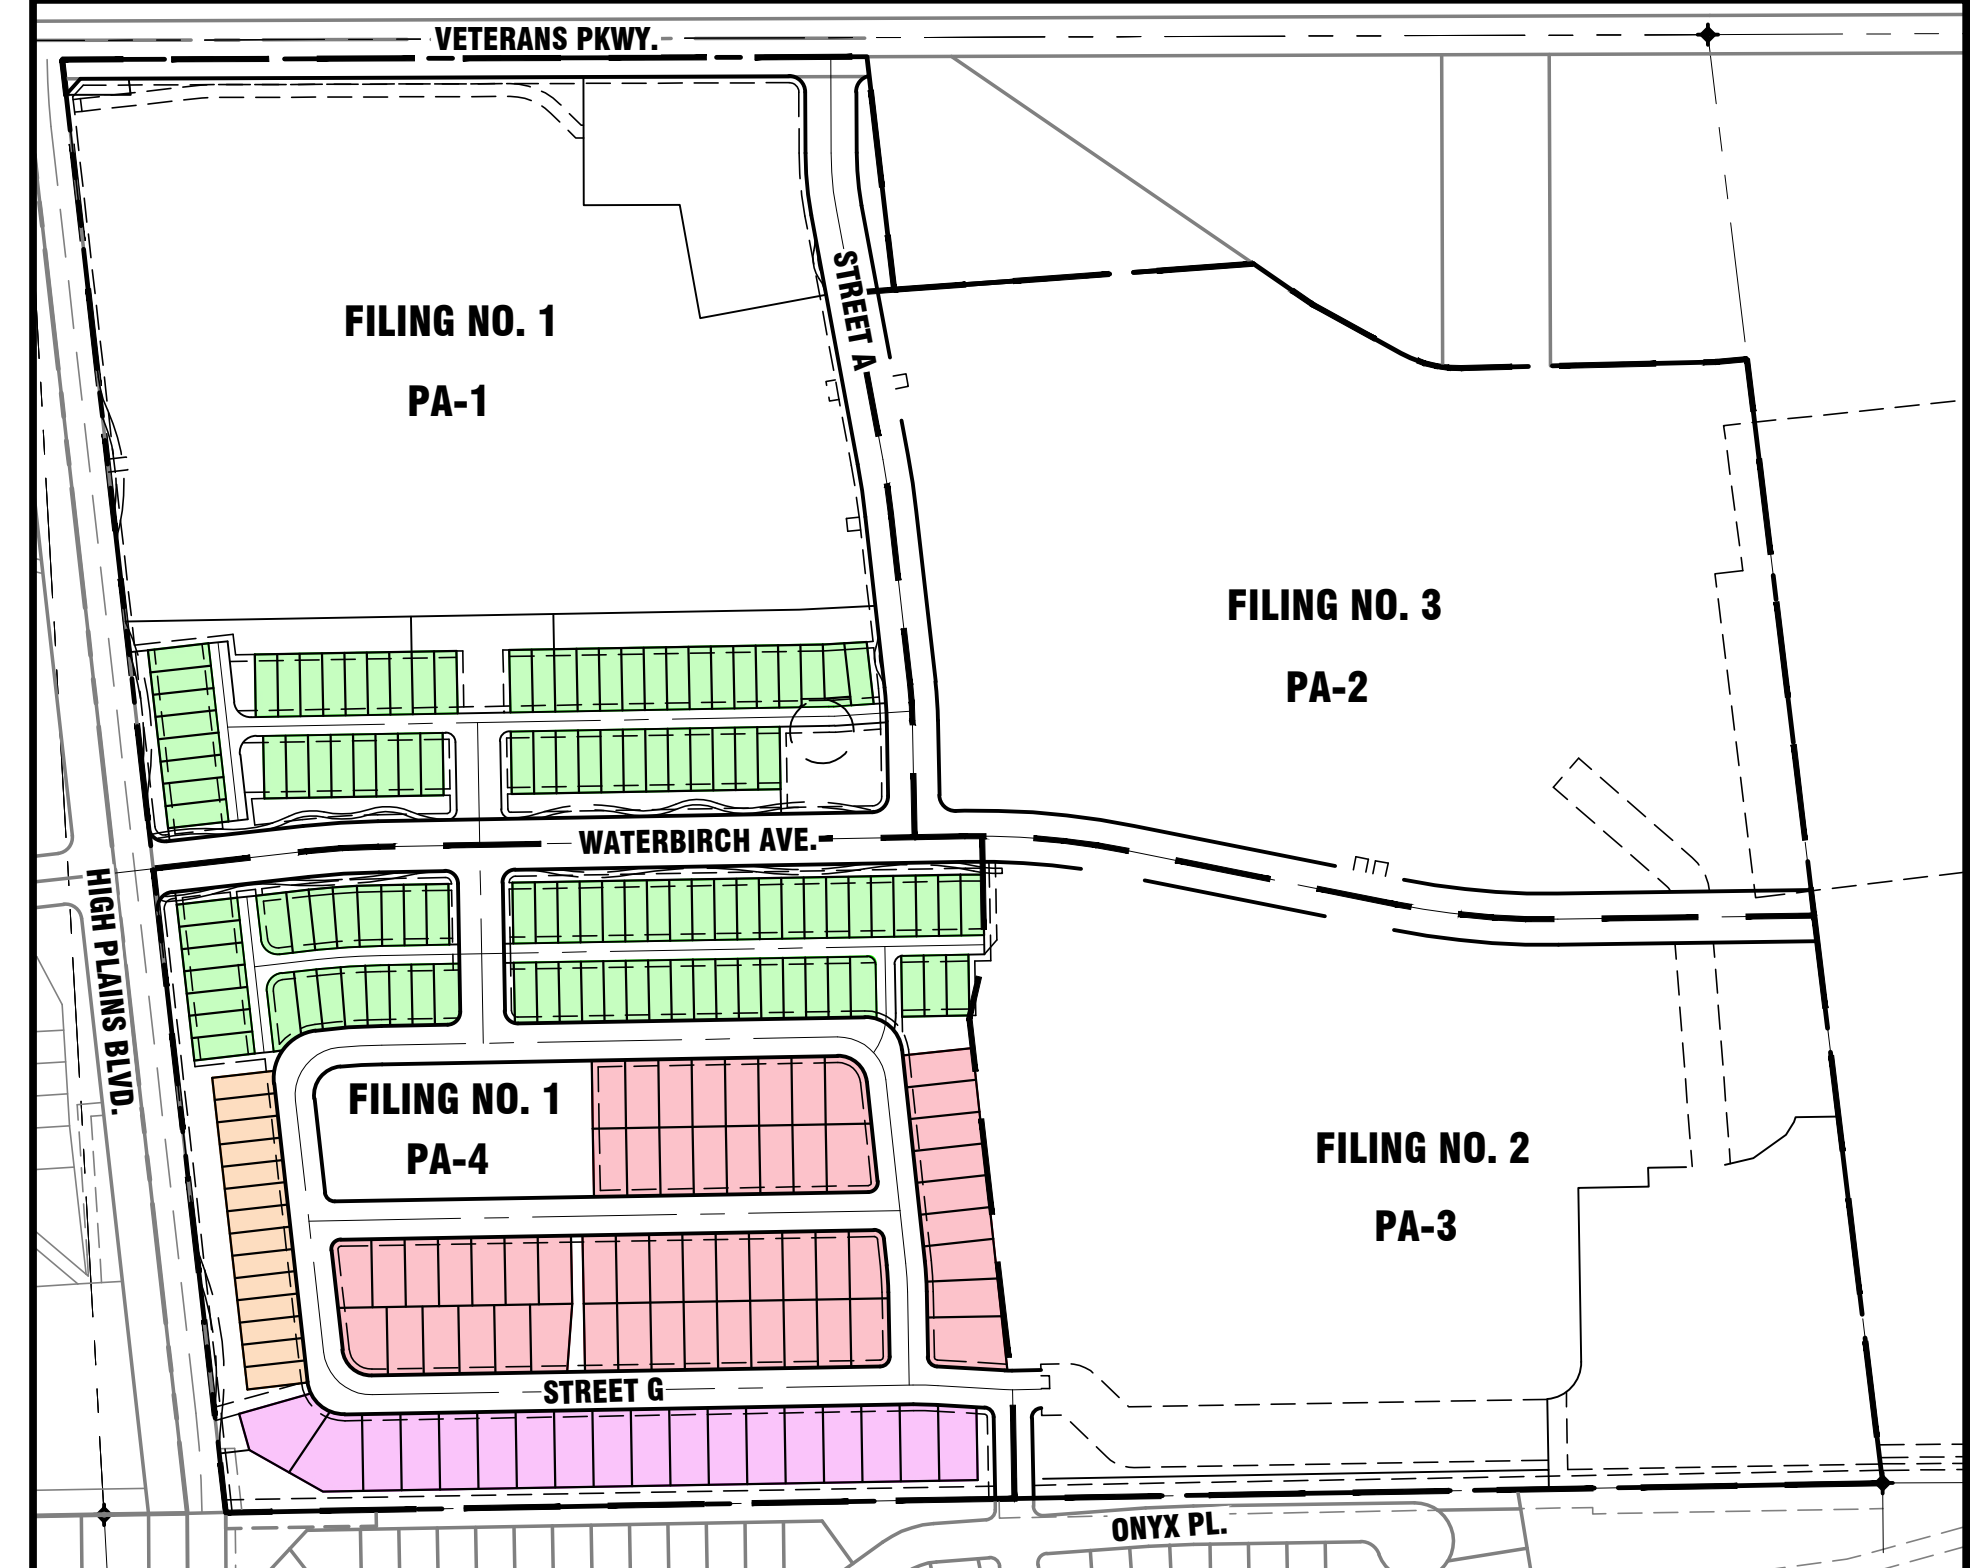 VETERANS PKWY.
STREET A
FILING NO. 1
PA-1
FILING NO. 3
PA-2
WATERBIRCH AVE.
HIGH PLAINS BLVD.
FILING NO. 1
PA-4
FILING NO. 2
PA-3
STREET G
ONYX PL.